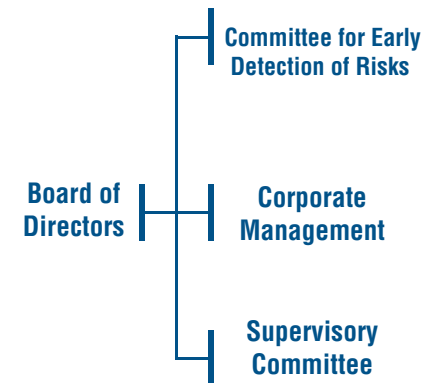 Committee for Early
Detection of Risks
Board of
Directors
Corporate
Management
Supervisory
Committee